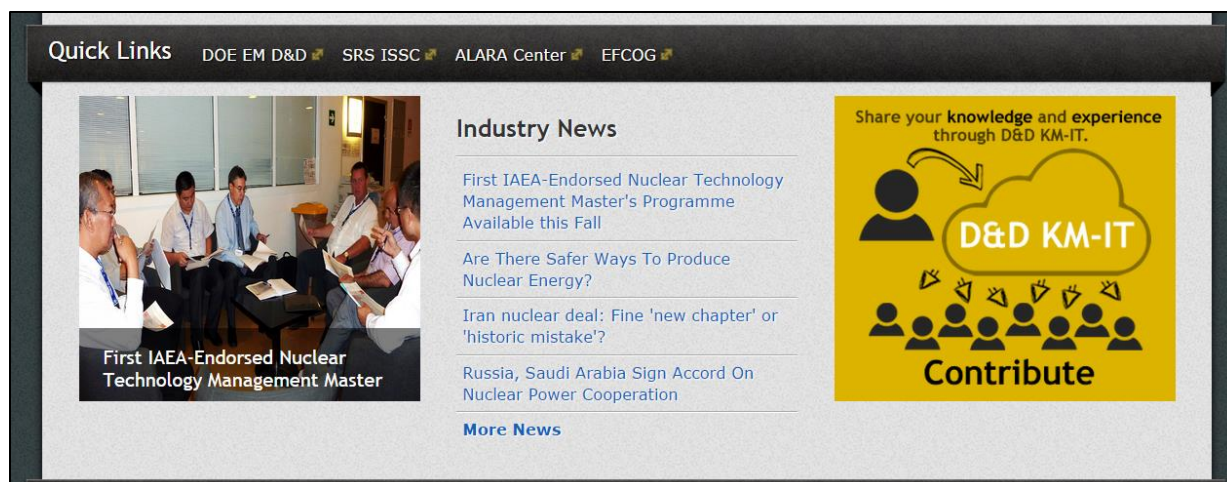 Quick Links DOE EM D&D SRS ISSC ALARA Center EFCOG
First IAEA-Endorsed Nuclear
Technology Management Master
Industry News
First IAEA-Endorsed Nuclear Technology
Management Master's Programme
Available this Fall
Are There Safer Ways To Produce
Nuclear Energy?
Iran nuclear deal: Fine 'new chapter' or
'historic mistake'?
Russia, Saudi Arabia Sign Accord On
Nuclear Power Cooperation
More News
Share your knowledge and experience
through D&D KM-IT.
D&D KM-IT
Contribute